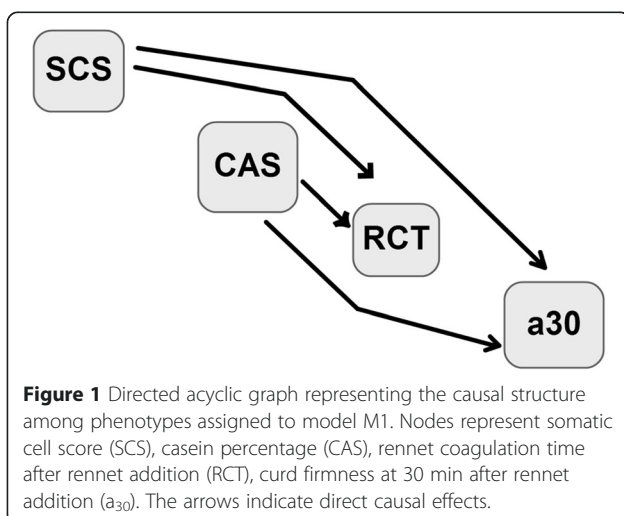 SCS
CAS
RCT
a30
Figure 1 Directed acyclic graph representing the causal structure
among phenotypes assigned to model M1. Nodes represent somatic
cell score (SCS), casein percentage (CAS), rennet coagulation time
after rennet addition (RCT), curd firmness at 30 min after rennet
addition (a₃₀). The arrows indicate direct causal effects.